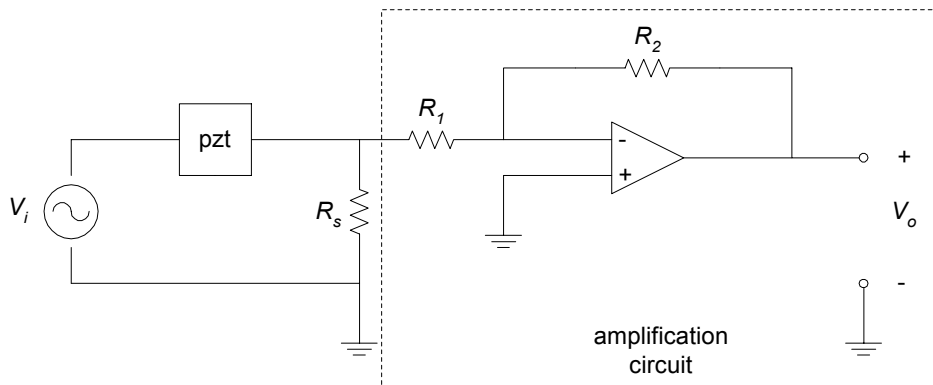 R2
R1
pzt
-
+
+
Vi
Rs
Vo
-
amplification
circuit